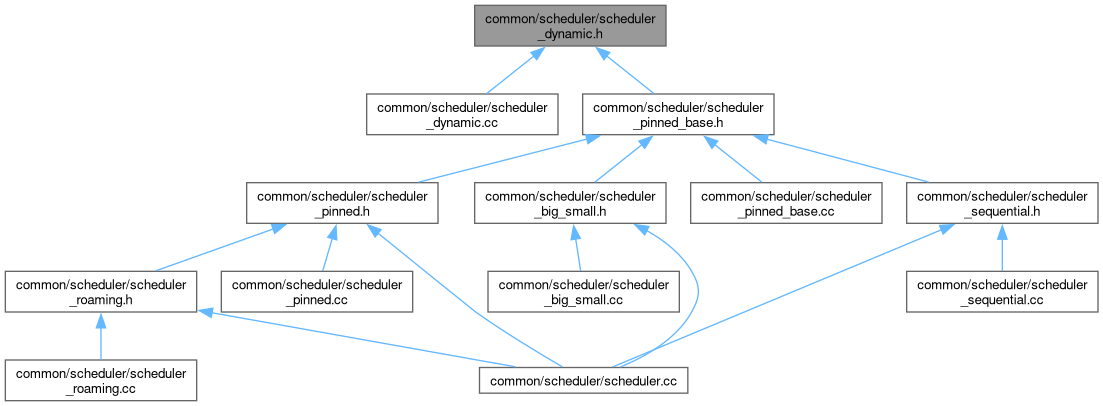 common/scheduler/scheduler
_dynamic.h
common/scheduler/scheduler
_dynamic.cc
common/scheduler/scheduler
_pinned_base.h
common/scheduler/scheduler
_pinned.h
common/scheduler/scheduler
_big_small.h
common/scheduler/scheduler
_pinned_base.cc
common/scheduler/scheduler
_sequential.h
common/scheduler/scheduler
_roaming.h
common/scheduler/scheduler
_pinned.cc
common/scheduler/scheduler
_big_small.cc
common/scheduler/scheduler
_sequential.cc
common/scheduler/scheduler
_roaming.cc
common/scheduler/scheduler.cc